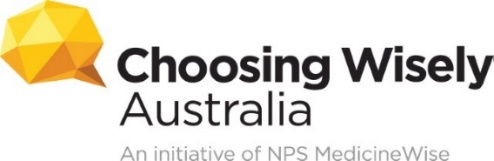 Choosing Wisely
Australia
An initiative of NPS MedicineWise